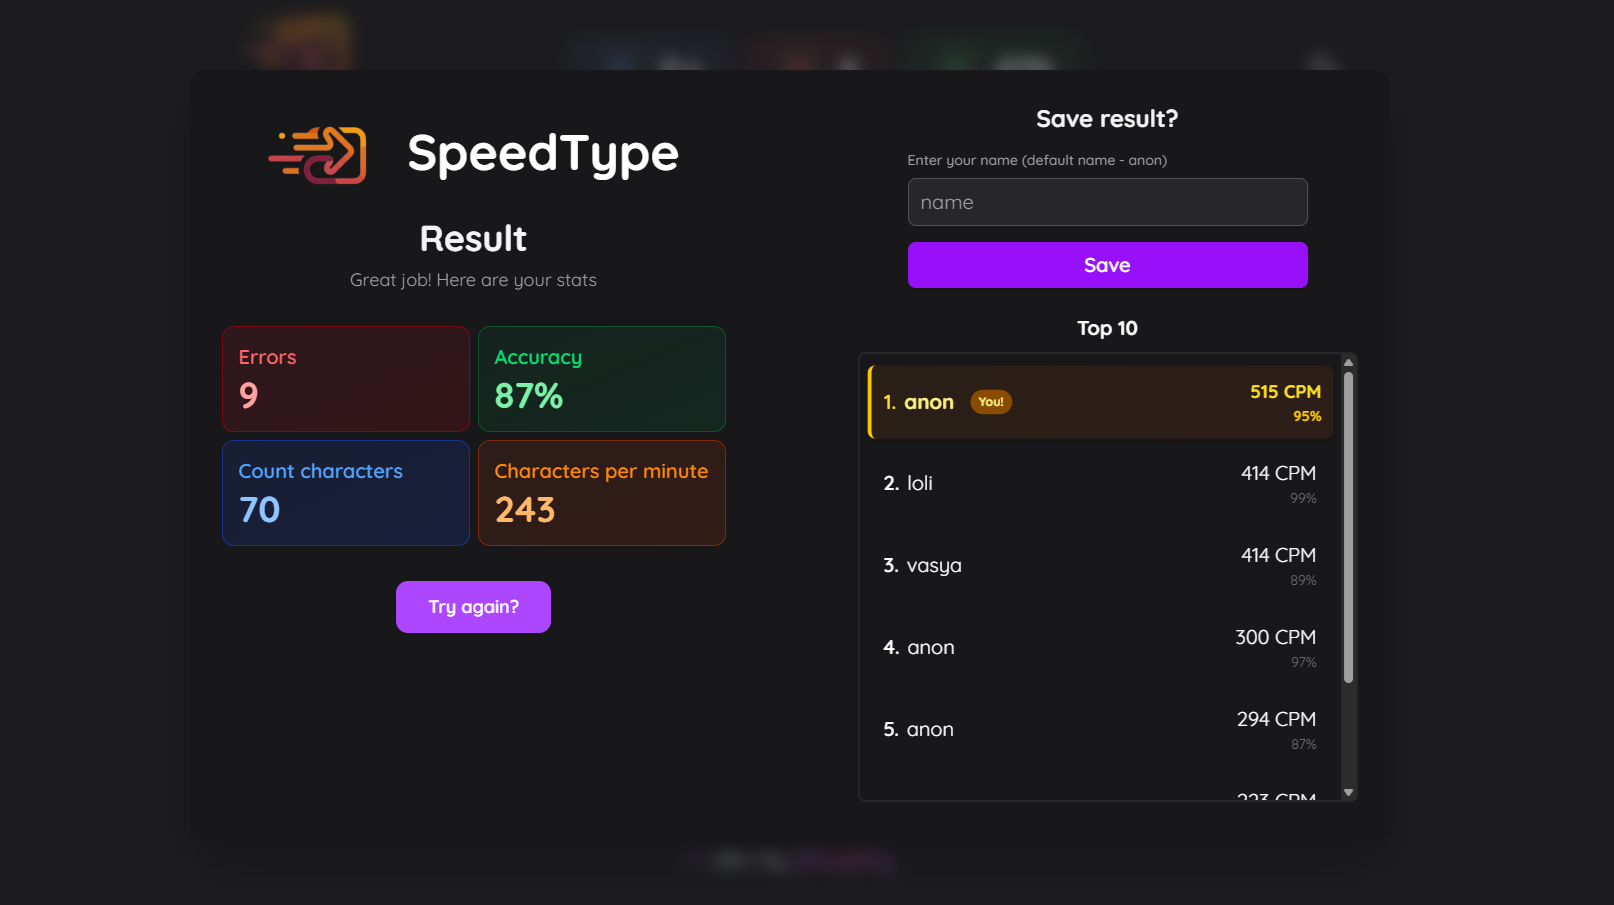 SpeedType
Result
Great job! Here are your stats
Errors
9
Accuracy
87%
Count characters
70
Characters per minute
243
Try again?
Save result?
Enter your name (default name - anon)
name
Save
Top 10
1. anon You! 515 CPM
95%
2. loli 414 CPM
99%
3. vasya 414 CPM
89%
4. anon 300 CPM
97%
5. anon 294 CPM
87%
223 CPM